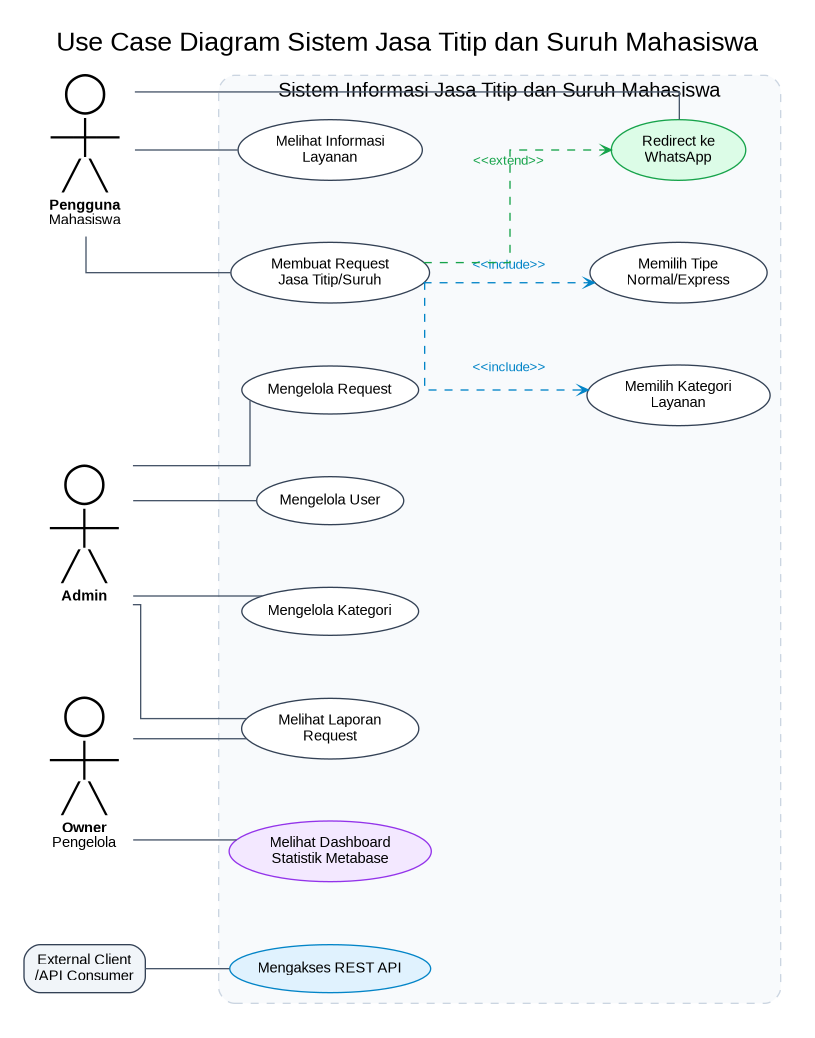 Use Case Diagram Sistem Jasa Titip dan Suruh Mahasiswa
Sistem Informasi Jasa Titip dan Suruh Mahasiswa
Melihat Informasi
Layanan
<<extend>>
Redirect ke
WhatsApp
Pengguna
Mahasiswa
Membuat Request
Jasa Titip/Suruh
<<include>>
Memilih Tipe
Normal/Express
Mengelola Request
<<include>>
Memilih Kategori
Layanan
Mengelola User
Admin
Mengelola Kategori
Melihat Laporan
Request
Owner
Pengelola
Melihat Dashboard
Statistik Metabase
External Client
/API Consumer
Mengakses REST API